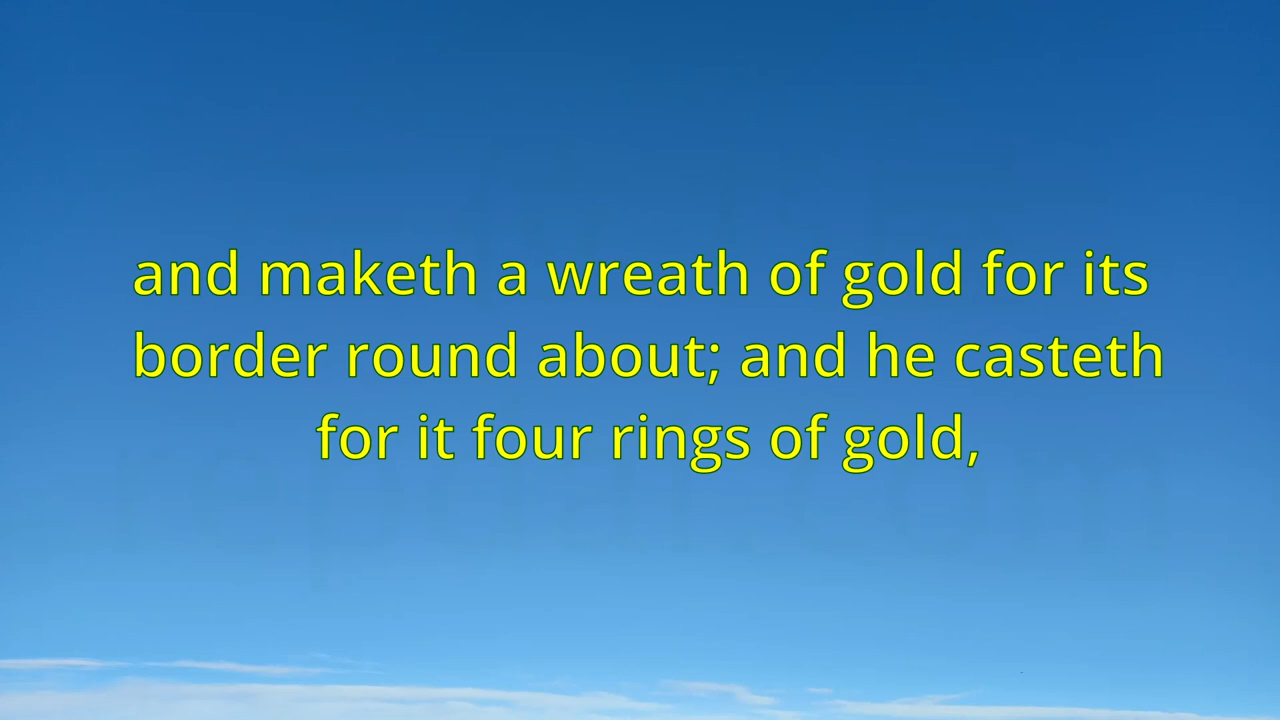 and maketh a wreath of gold for its
border round about; and he casteth
for it four rings of gold,